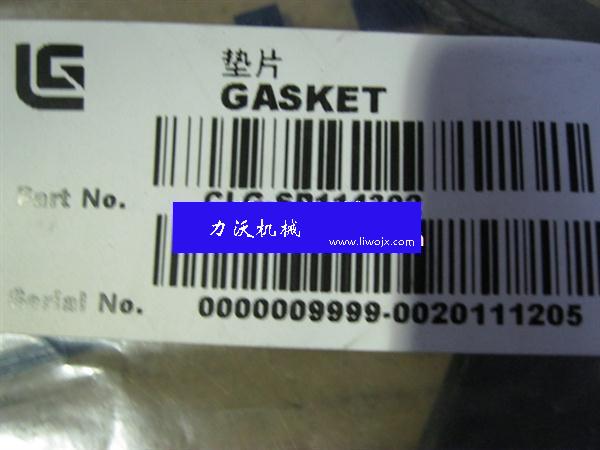 垫片
GASKET
Part No.
力沃机械
www.liwojx.com
Serial No. 0000009999-0020111205